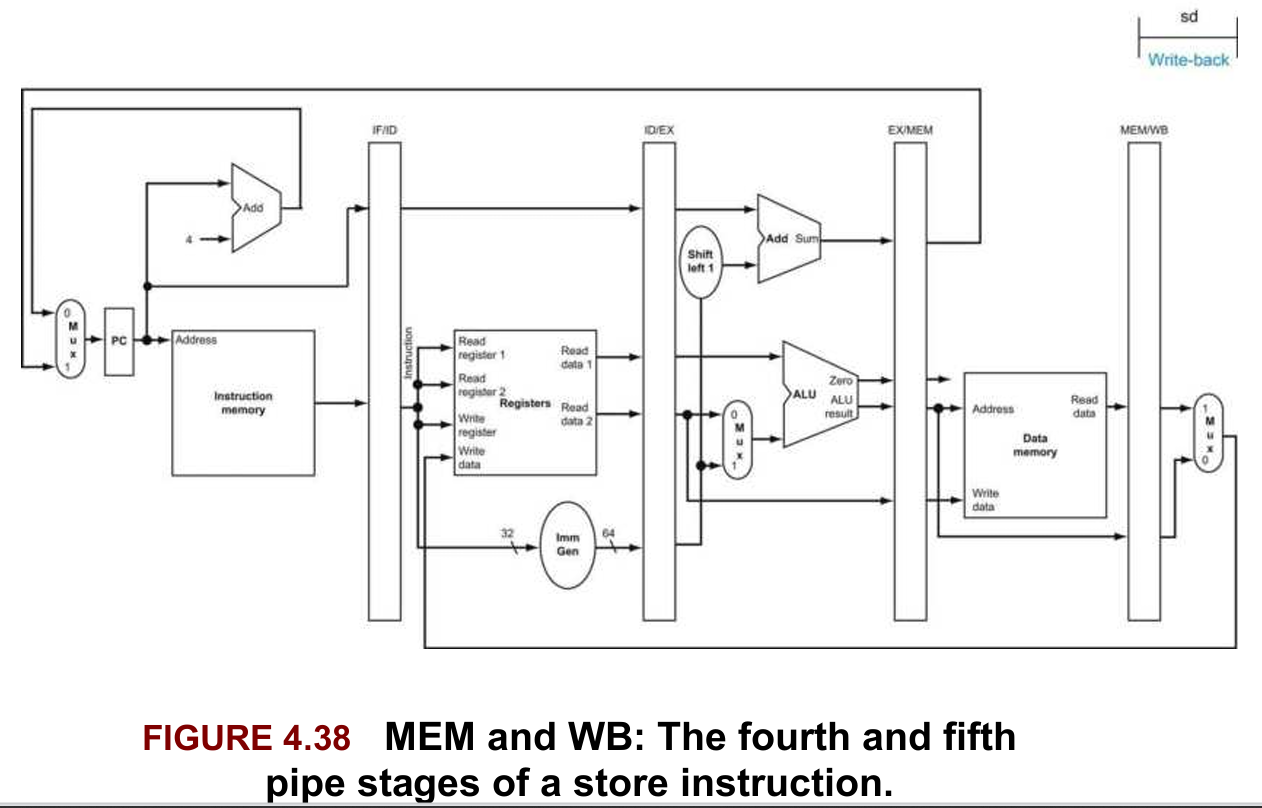 sd
Write-back
IF/ID
ID/EX
EX/MEM
MEM/WB
Add
4
Add Sum
Shift
left 1
0
M
u
x
1
PC
Address
Instruction
memory
Instruction
Read
register 1
Read
register 2
Write
register
Write
data
Registers
Read
data 1
Read
data 2
32
Imm
Gen
64
0
M
u
x
1
Zero
ALU
ALU
result
Address
Read
data
Data
memory
Write
data
1
M
u
x
0
FIGURE 4.38 MEM and WB: The fourth and fifth
pipe stages of a store instruction.